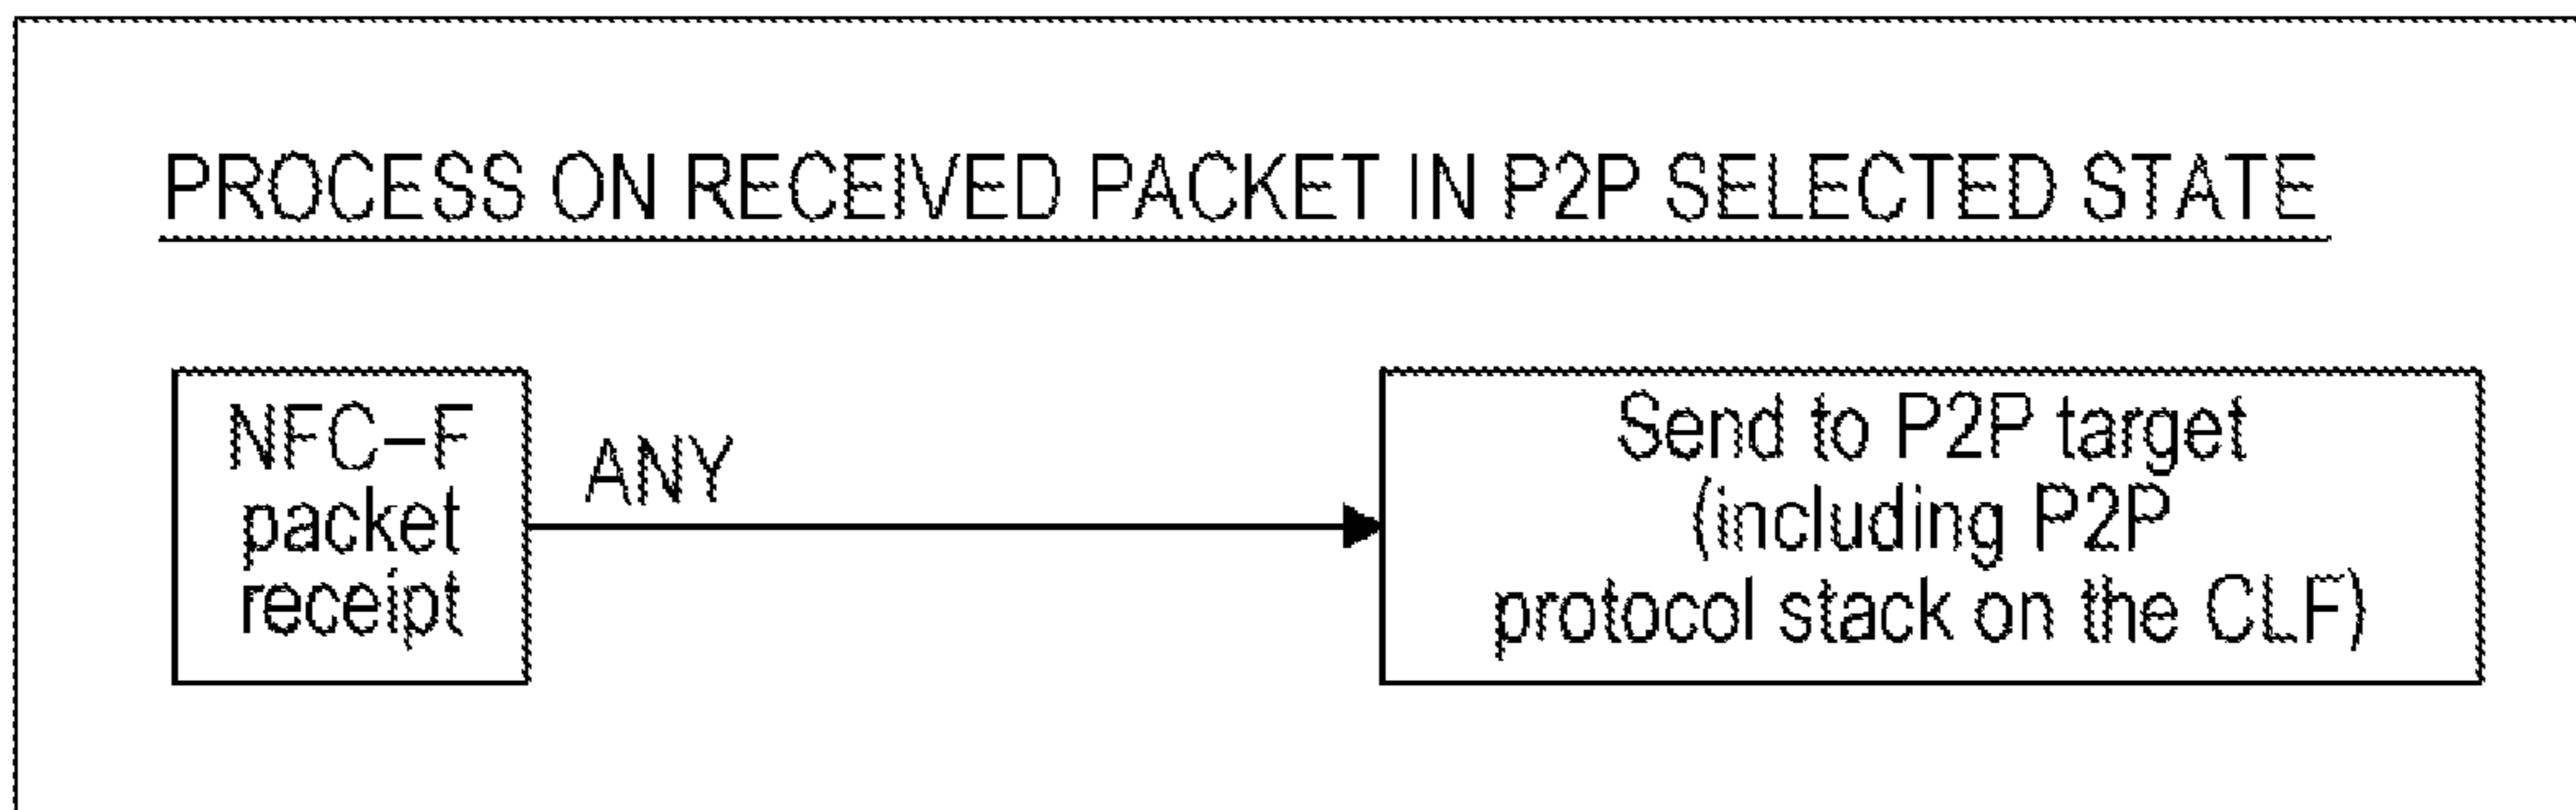 PROCESS ON RECEIVED PACKET IN P2P SELECTED STATE
NFC-F
packet
receipt
ANY
Send to P2P target
(including P2P
protocol stack on the CLF)